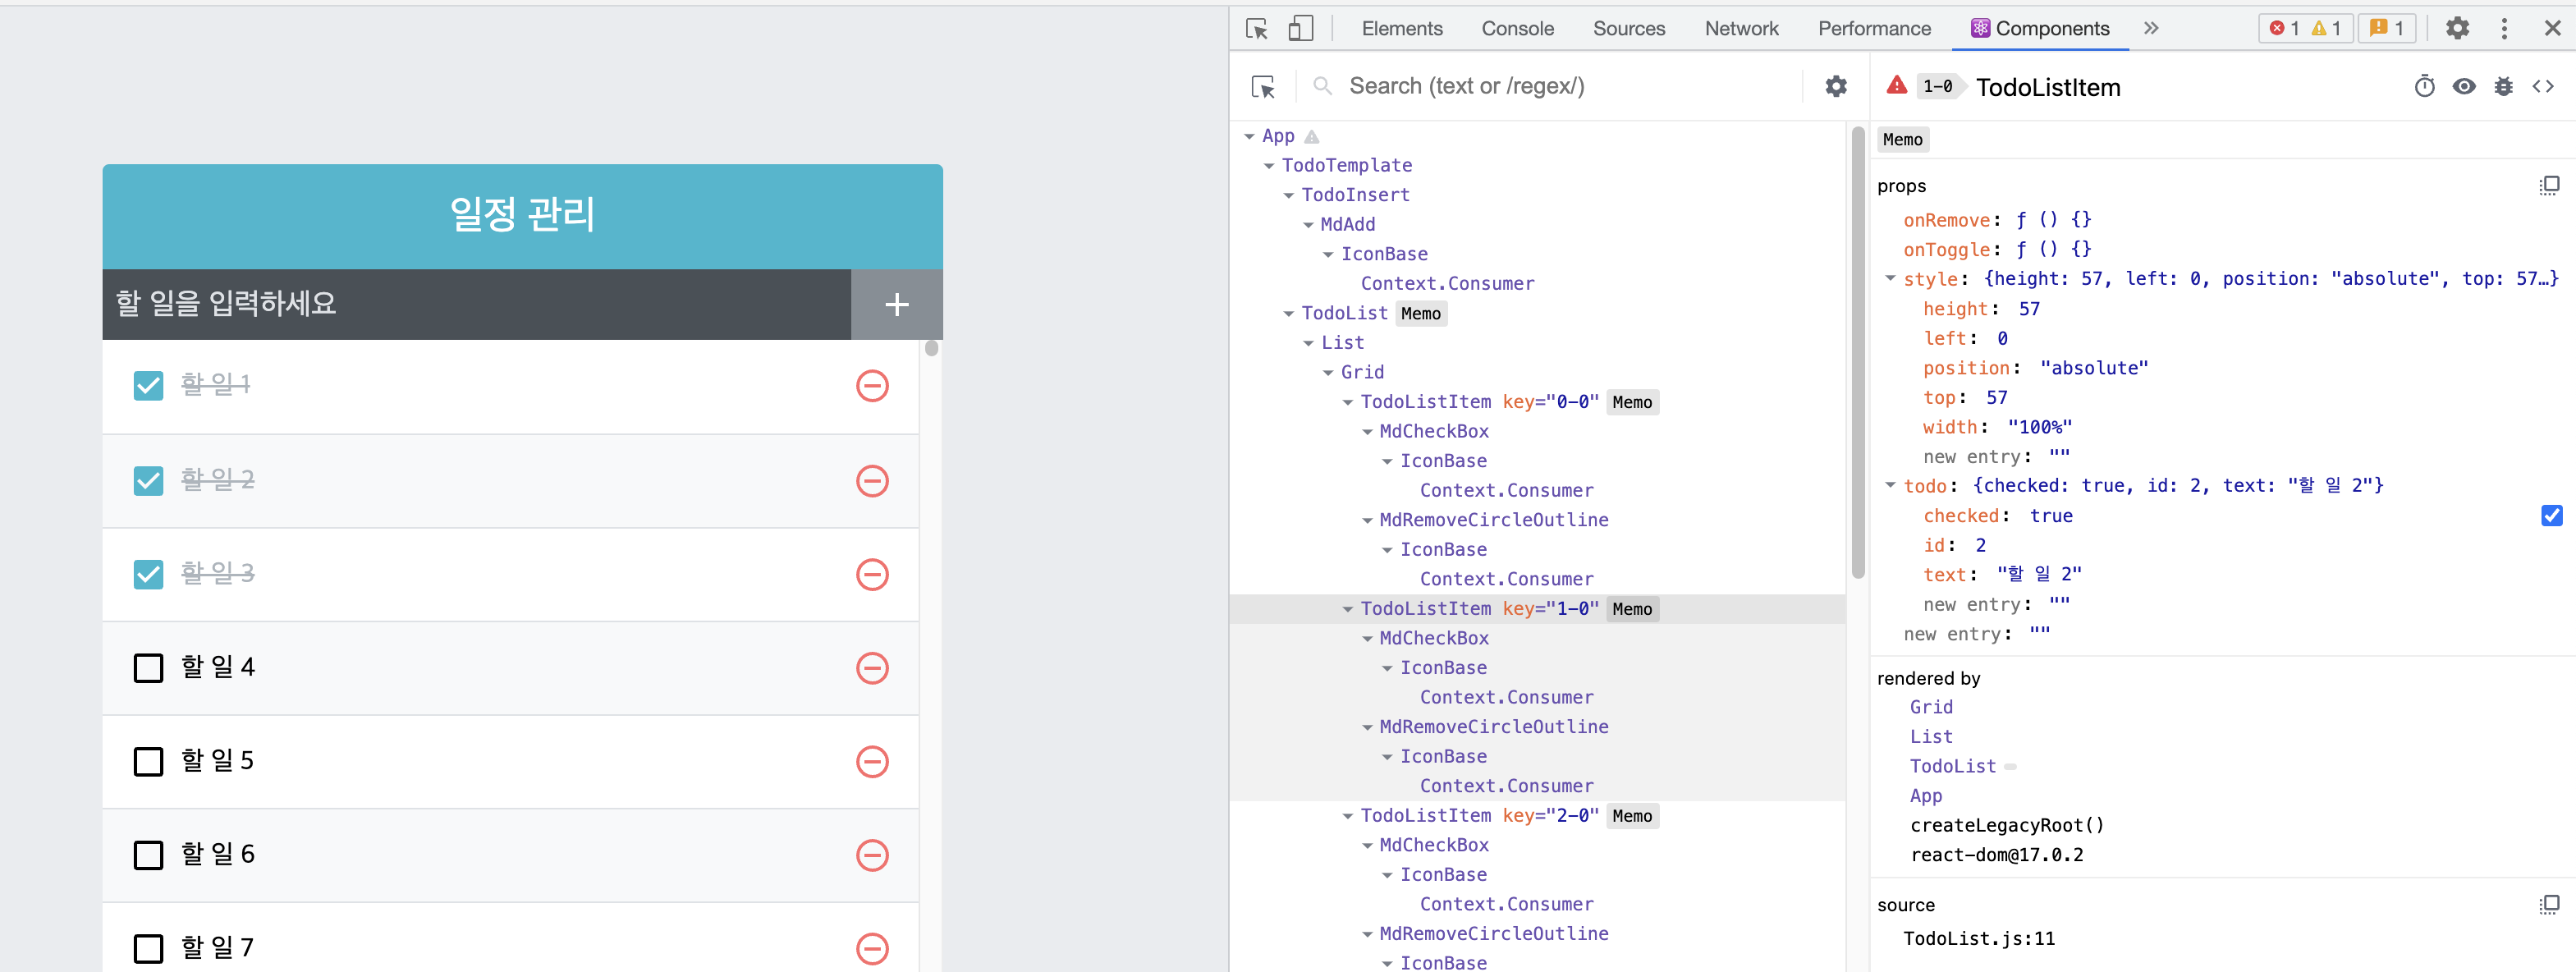 일정 관리
할 일을 입력하세요
할 일 1
할 일 2
할 일 3
할 일 4
할 일 5
할 일 6
할 일 7
Elements Console Sources Network Performance Components 1 1 1
Search (text or /regex/)
App
TodoTemplate
TodoInsert
MdAdd
IconBase
Context.Consumer
TodoList Memo
List
Grid
TodoListItem key="0-0" Memo
MdCheckBox
IconBase
Context.Consumer
MdRemoveCircleOutline
IconBase
Context.Consumer
TodoListItem key="1-0" Memo
MdCheckBox
IconBase
Context.Consumer
MdRemoveCircleOutline
IconBase
Context.Consumer
TodoListItem key="2-0" Memo
MdCheckBox
IconBase
Context.Consumer
MdRemoveCircleOutline
IconBase
1-0 TodoListItem
Memo
props
onRemove: ƒ () {}
onToggle: ƒ () {}
style: {height: 57, left: 0, position: "absolute", top: 57…}
height: 57
left: 0
position: "absolute"
top: 57
width: "100%"
new entry: ""
todo: {checked: true, id: 2, text: "할 일 2"}
checked: true
id: 2
text: "할 일 2"
new entry: ""
new entry: ""
rendered by
Grid
List
TodoList
App
createLegacyRoot()
react-dom@17.0.2
source
TodoList.js:11